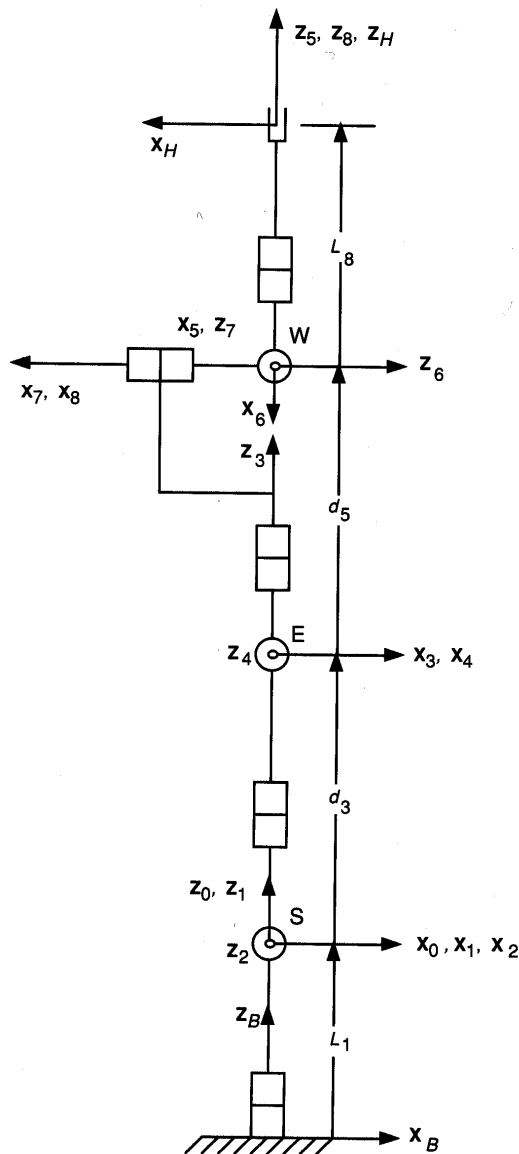 z5, z8, zH
xH
L8
x5, z7
W
z6
x7, x8
x6
z3
d5
E
z4
x3, x4
d3
z0, z1
S
z2
x0, x1, x2
zB
L1
xB